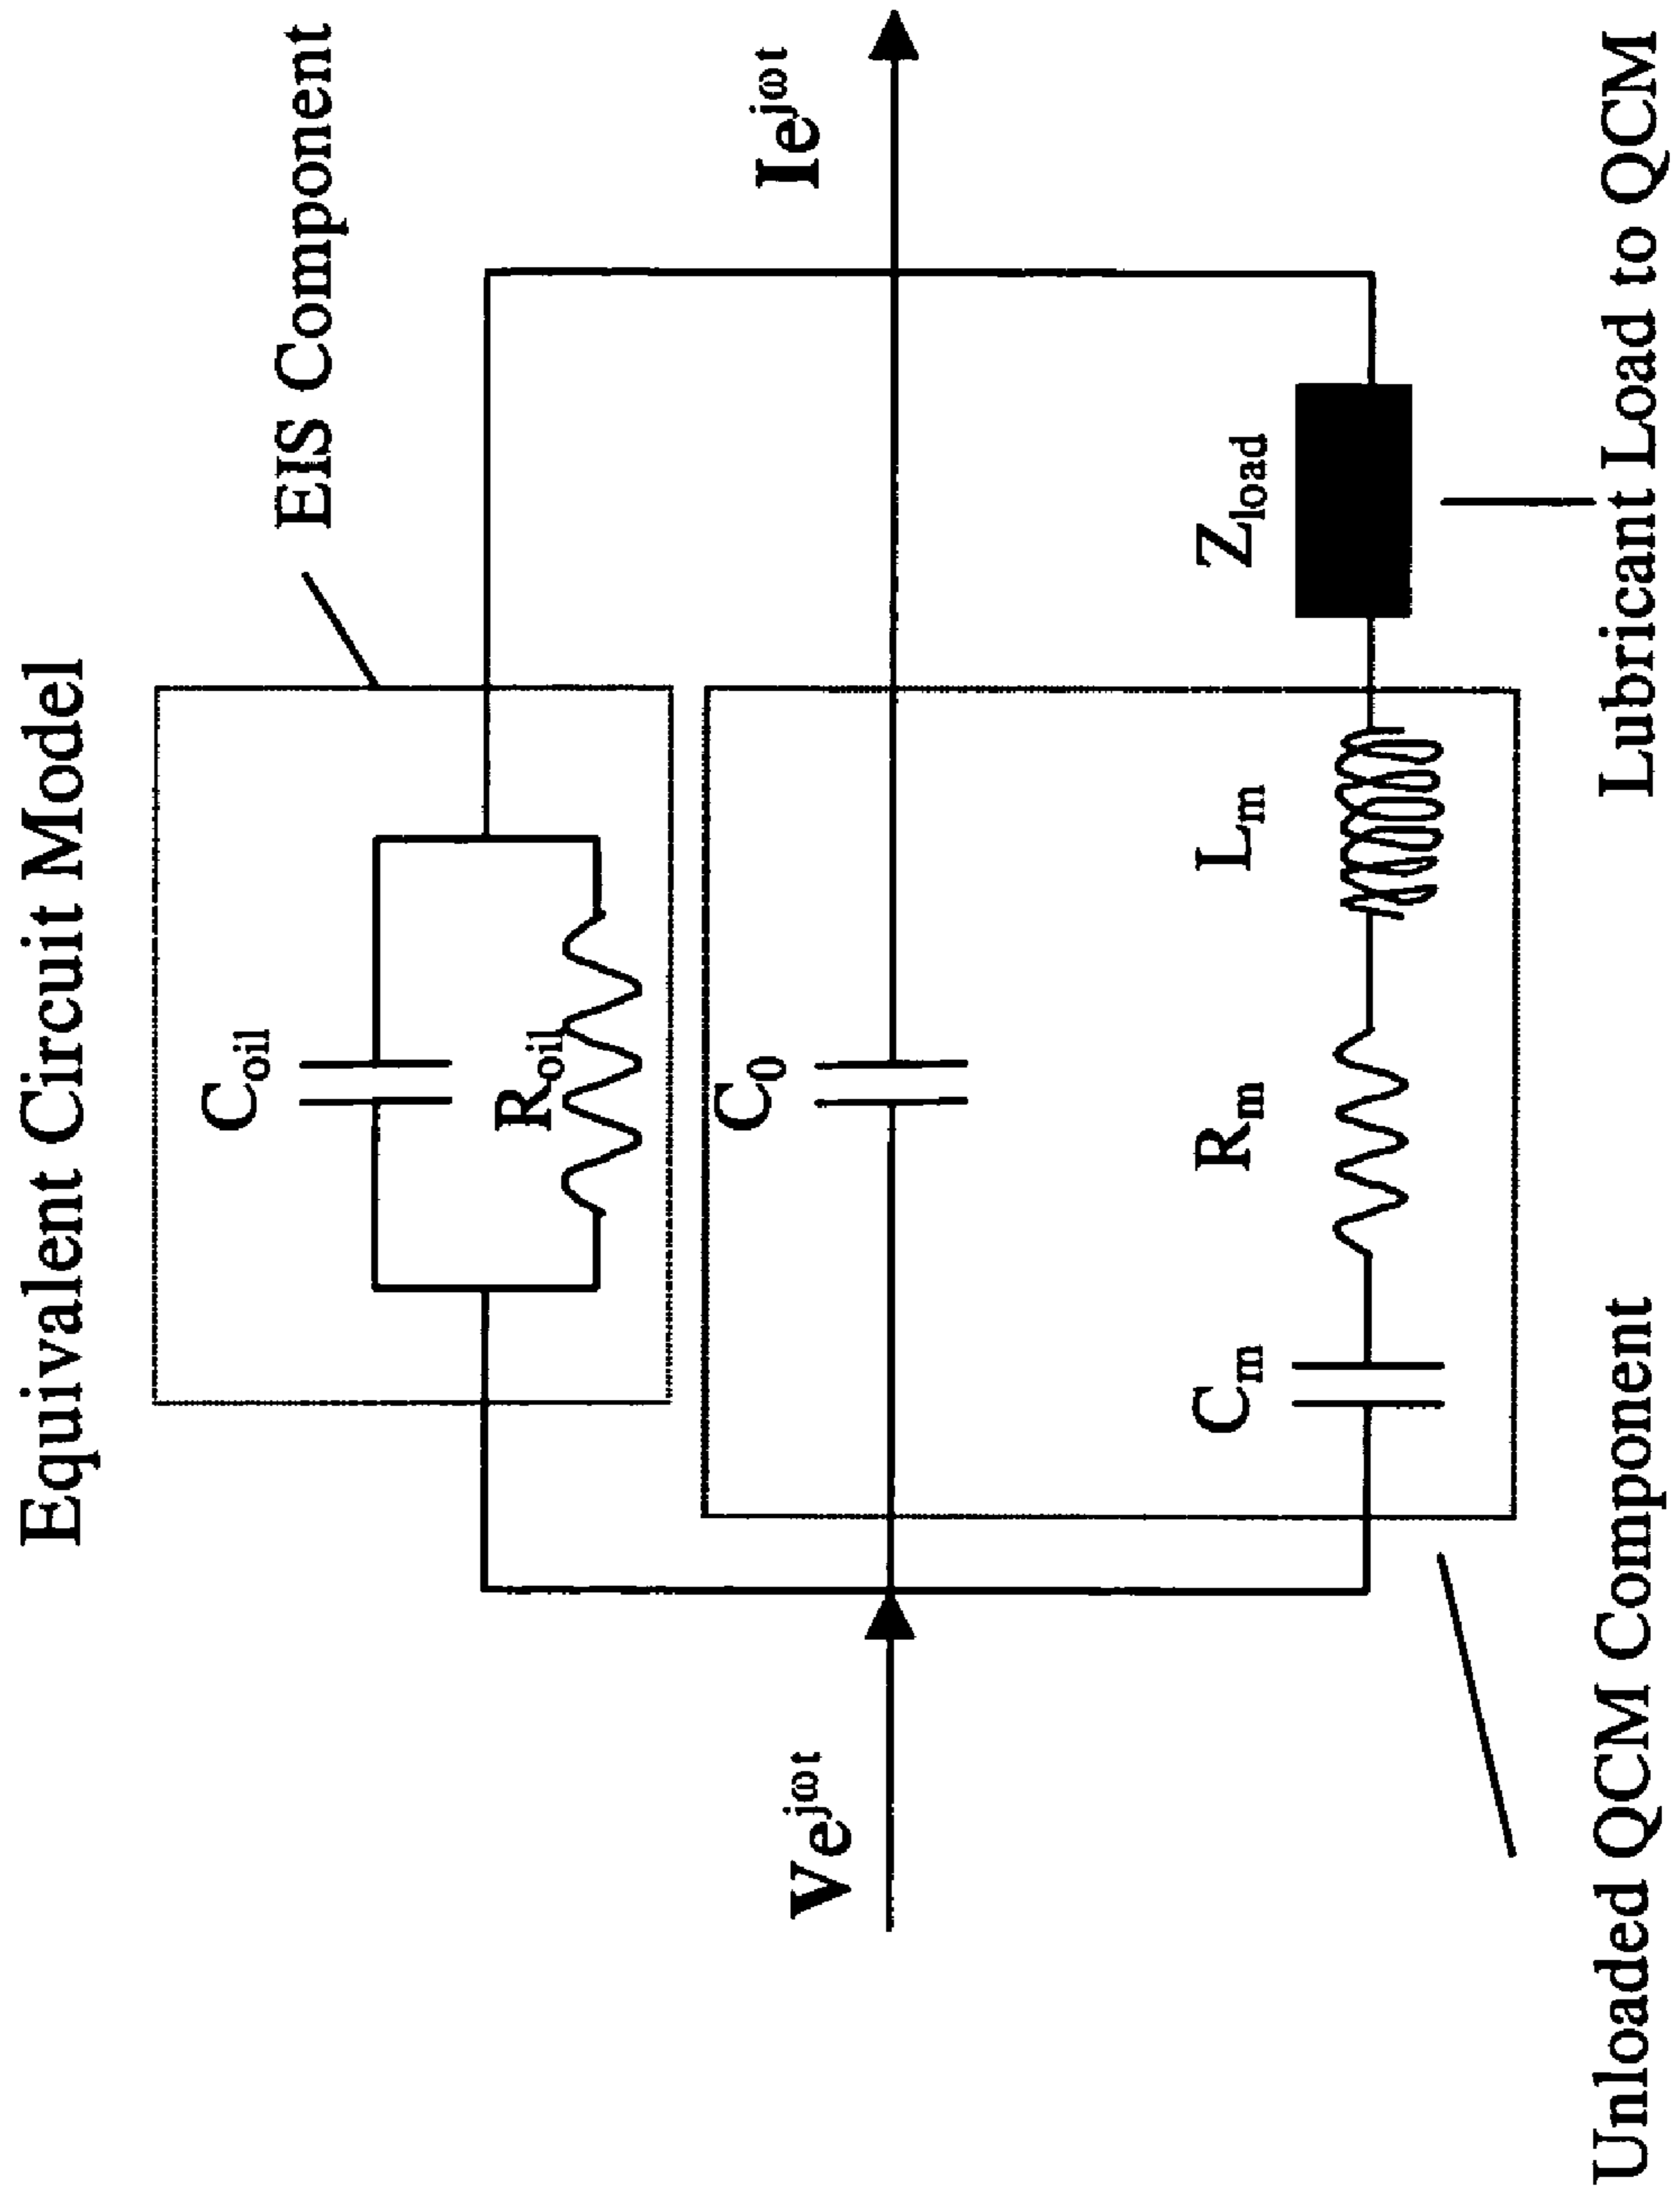 Equivalent Circuit Model
EIS Component
C_oil
R_oil
Ve^jωt
Ie^jωt
C_0
C_m
R_m
L_m
Z_load
Unloaded QCM Component
Lubricant Load to QCM